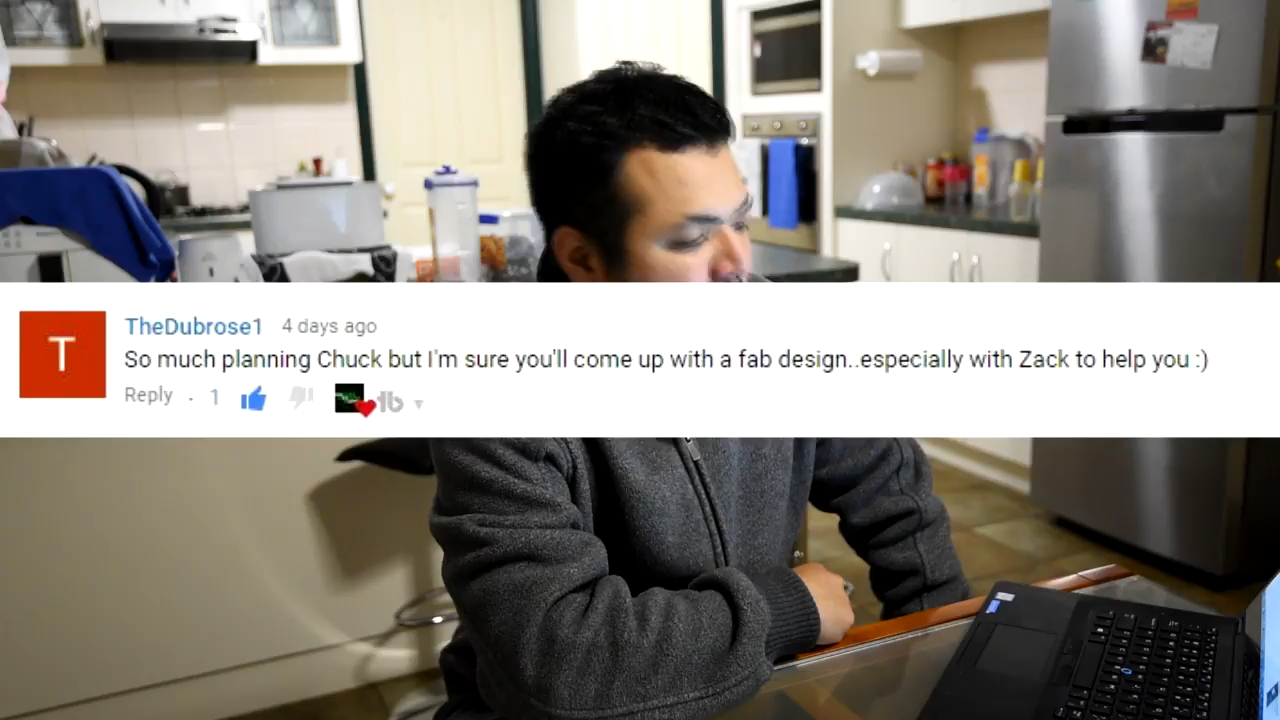 T
TheDubrose1 4 days ago
So much planning Chuck but I'm sure you'll come up with a fab design..especially with Zack to help you :)
Reply · 1